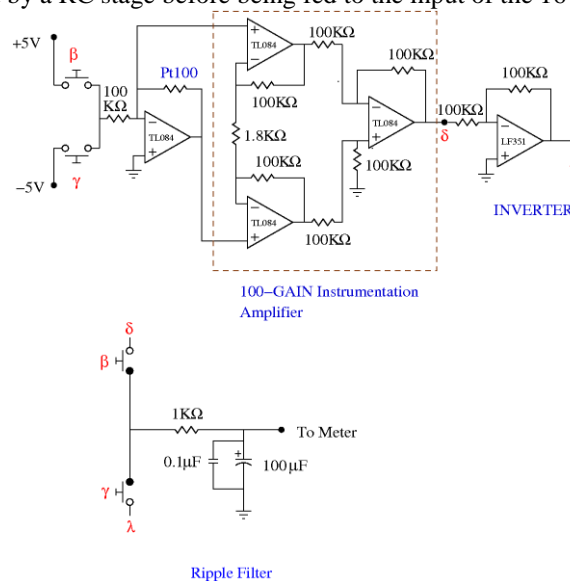 by a RC stage before being fed to the input of the
+5V
β
100
KΩ
Pt100
TL084
γ
−5V
−
+
TL084
100KΩ
100KΩ
1.8KΩ
100KΩ
−
+
TL084
100KΩ
100KΩ
−
+
TL084
100KΩ
δ
100KΩ
100KΩ
−
+
LF351
INVERTER
100−GAIN Instrumentation
Amplifier
δ
β
1KΩ
To Meter
0.1µF
+
100µF
γ
λ
Ripple Filter